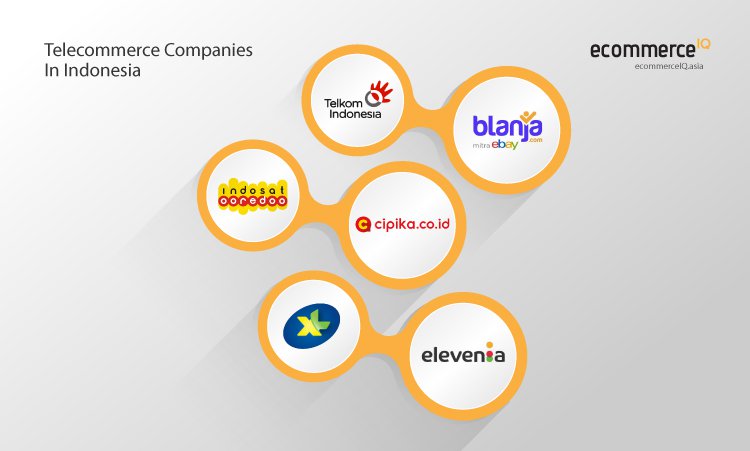 Telecommerce Companies
In Indonesia
ecommerceIQ
ecommerceIQ.asia
Telkom
Indonesia
blanja
.com
mitra ebay
indosat
ooredoo
cipika.co.id
XL
elevenia